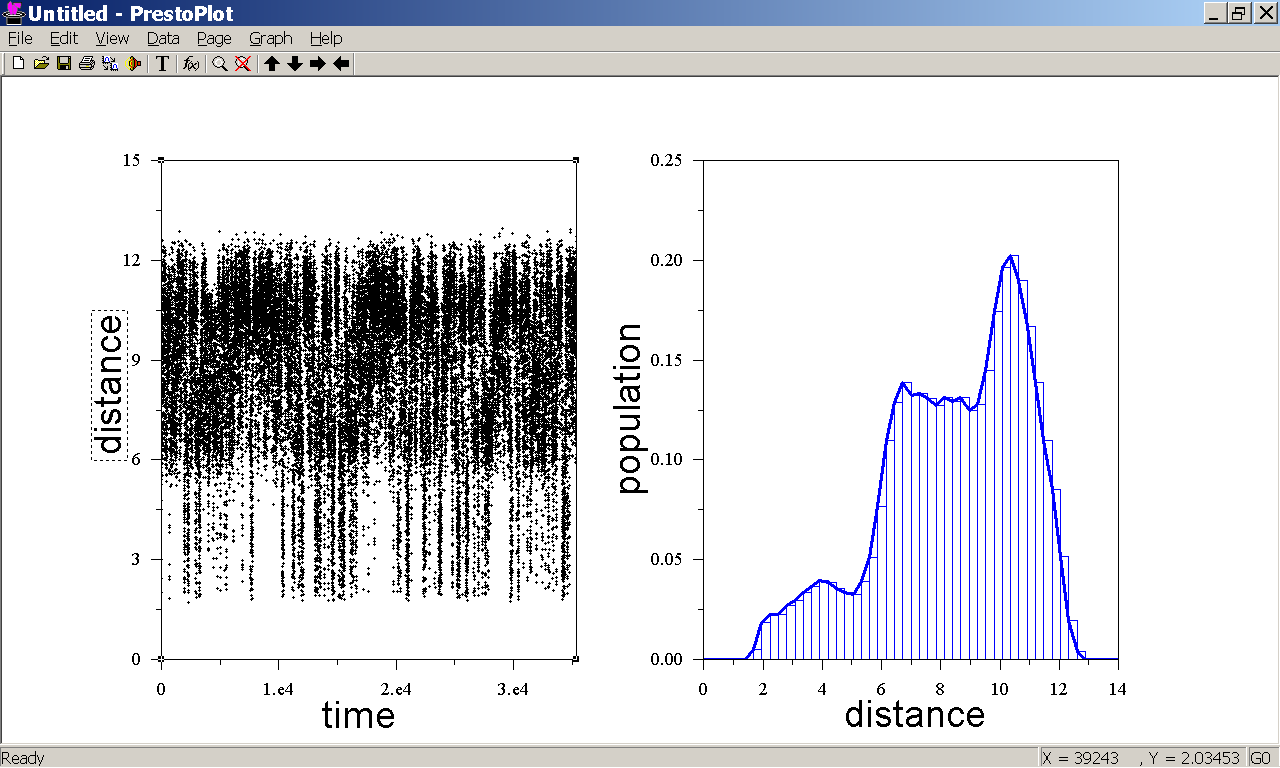 Untitled - PrestoPlot
File Edit View Data Page Graph Help
T f(x)
15
12
9
6
3
0
distance
0 1.e4 2.e4 3.e4
time
0.25
0.20
0.15
0.10
0.05
0.00
population
0 2 4 6 8 10 12 14
distance
Ready
X = 39243 , Y = 2.03453 G0